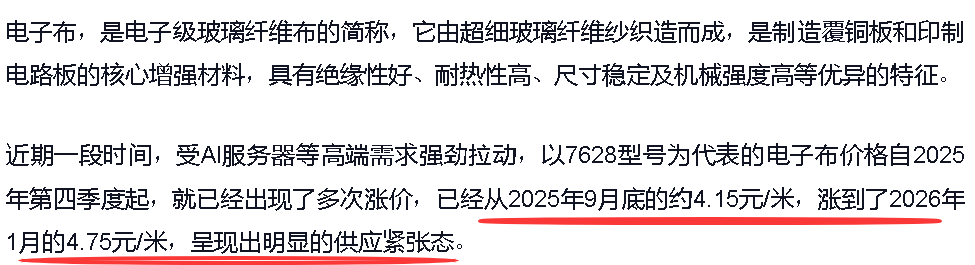 电子布，是电子级玻璃纤维布的简称，它由超细玻璃纤维纱织造而成，是制造覆铜板和印制
电路板的核心增强材料，具有绝缘性好、耐热性高、尺寸稳定及机械强度高等优异的特征。
近期一段时间，受AI服务器等高端需求强劲拉动，以7628型号为代表的电子布价格自2025
年第四季度起，就已经出现了多次涨价，已经从2025年9月底的约4.15元/米，涨到了2026年
1月的4.75元/米，呈现出明显的供应紧张态。